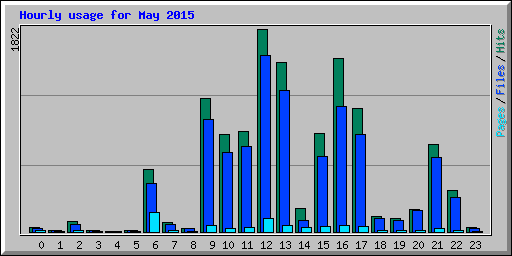 Hourly usage for May 2015
1822
Pages / Files / Hits
0 1 2 3 4 5 6 7 8 9 10 11 12 13 14 15 16 17 18 19 20 21 22 23